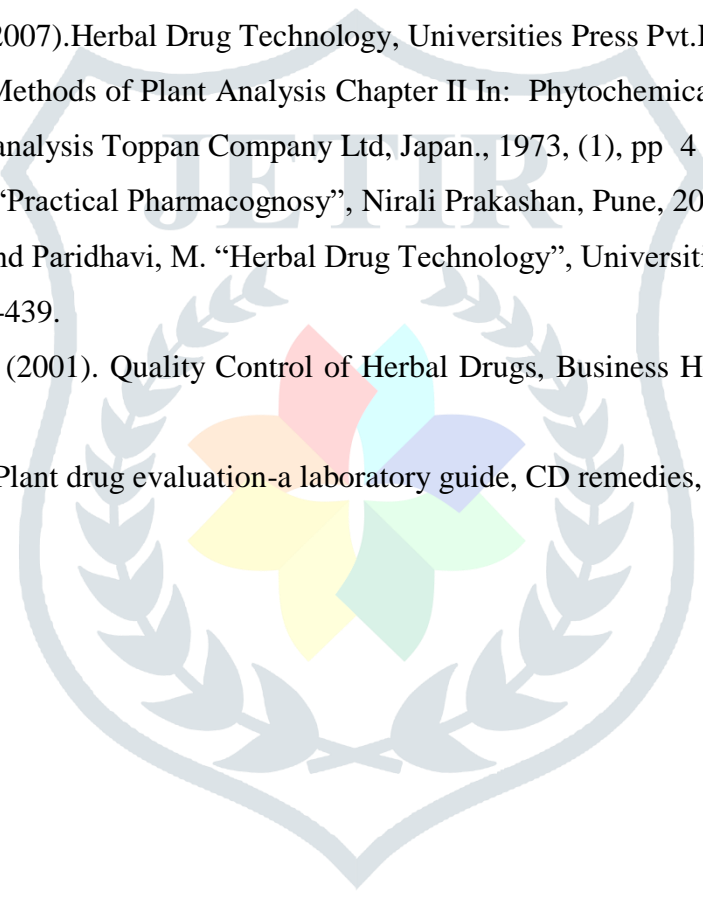 2007).Herbal Drug Technology, Universities Press Pvt.
Methods of Plant Analysis Chapter II In: Phytochemica
analysis Toppan Company Ltd, Japan., 1973, (1), pp 4
“Practical Pharmacognosy”, Nirali Prakashan, Pune, 20
nd Paridhavi, M. “Herbal Drug Technology”, Universiti
-439.
(2001). Quality Control of Herbal Drugs, Business H
Plant drug evaluation-a laboratory guide, CD remedies,
JETIR